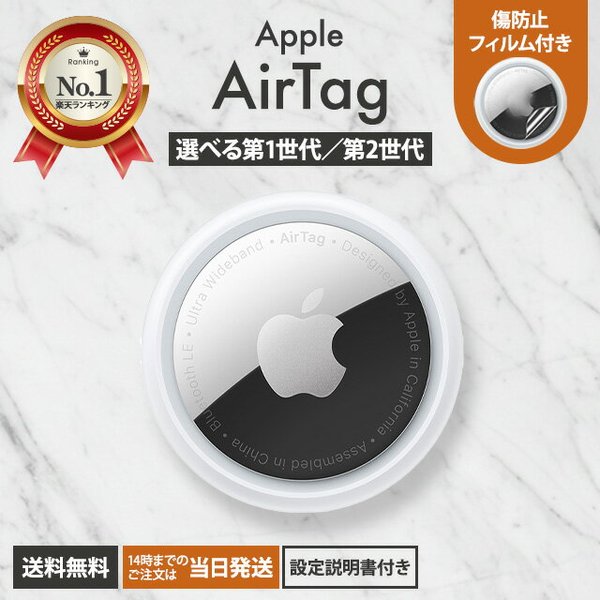 Ranking
No.1
楽天ランキング
Apple
AirTag
選べる第1世代／第2世代
傷防止
フィルム付き
Bluetooth LE • Ultra Wideband • AirTag • Designed by Apple in California • Assembled in China •
送料無料
14時までの
ご注文は
当日発送
設定説明書付き